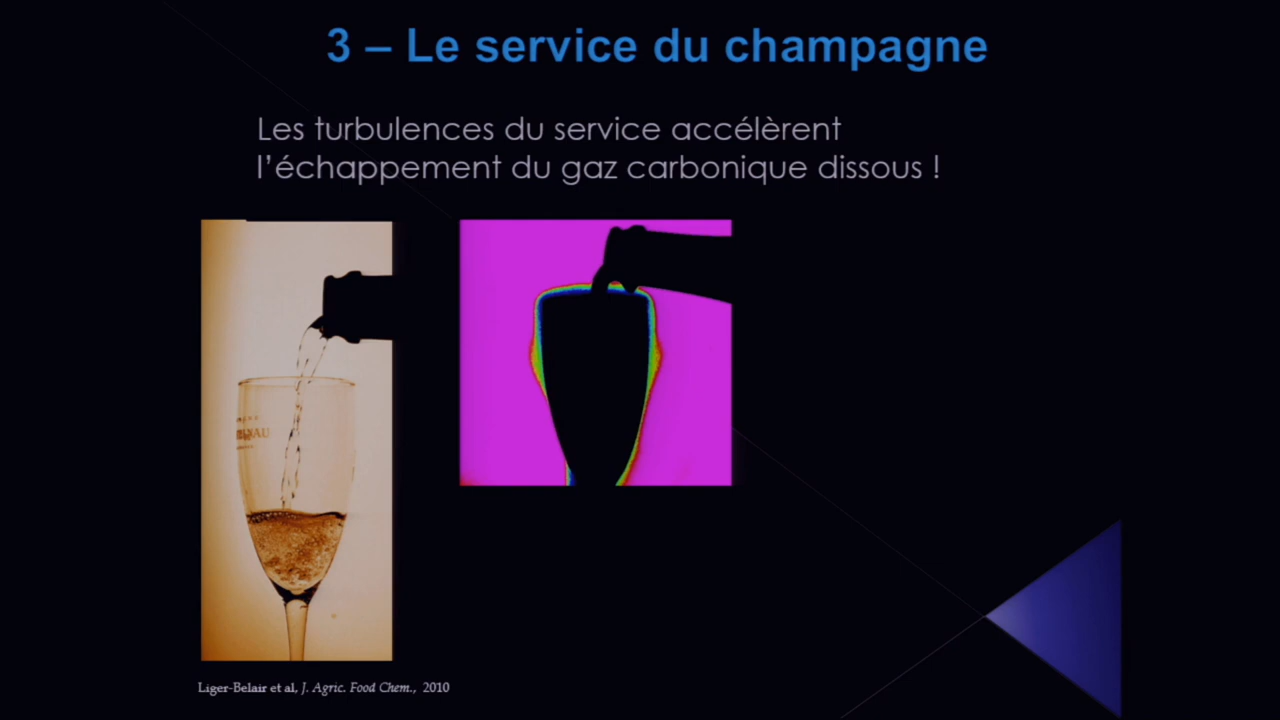 3 – Le service du champagne
Les turbulences du service accélèrent
l'échappement du gaz carbonique dissous !
Liger-Belair et al, J. Agric. Food Chem., 2010